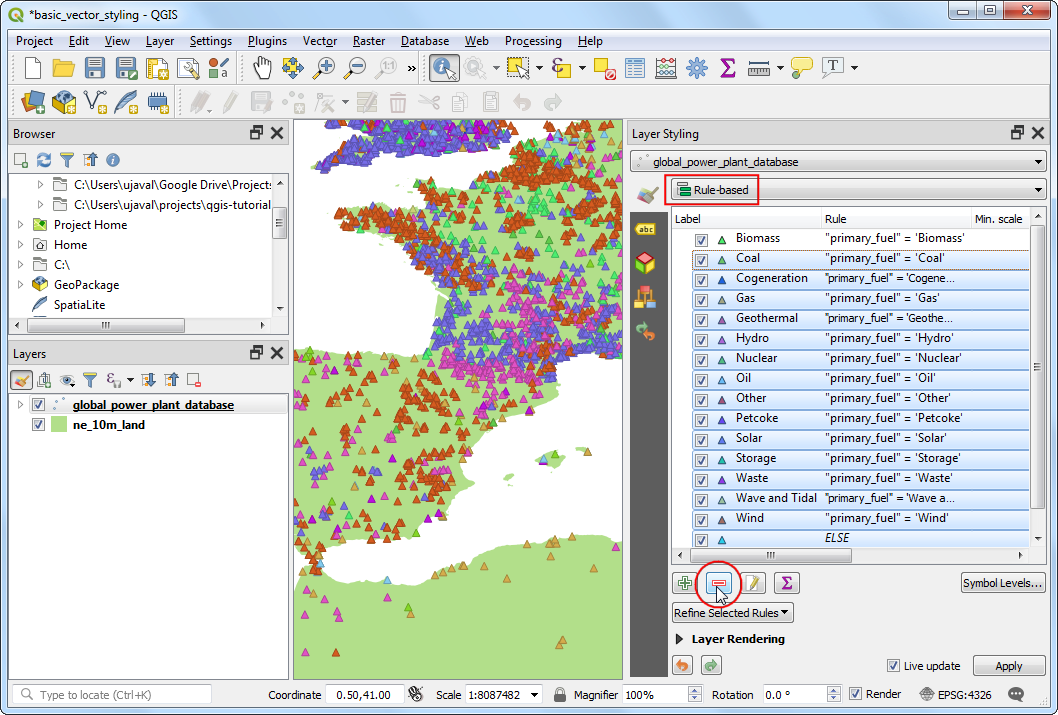 *basic_vector_styling - QGIS
Project Edit View Layer Settings Plugins Vector Raster Database Web Processing Help
1:1
»
T
Browser
C:\Users\ujaval\Google Drive\Projects
C:\Users\ujaval\projects\qgis-tutorial
Project Home
Home
C:\
GeoPackage
SpatiaLite
Layers
global_power_plant_database
ne_10m_land
Layer Styling
global_power_plant_database
Rule-based
abc
Label Rule Min. scale
Biomass "primary_fuel" = 'Biomass'
Coal "primary_fuel" = 'Coal'
Cogeneration "primary_fuel" = 'Cogene...
Gas "primary_fuel" = 'Gas'
Geothermal "primary_fuel" = 'Geothe...
Hydro "primary_fuel" = 'Hydro'
Nuclear "primary_fuel" = 'Nuclear'
Oil "primary_fuel" = 'Oil'
Other "primary_fuel" = 'Other'
Petcoke "primary_fuel" = 'Petcoke'
Solar "primary_fuel" = 'Solar'
Storage "primary_fuel" = 'Storage'
Waste "primary_fuel" = 'Waste'
Wave and Tidal "primary_fuel" = 'Wave a...
Wind "primary_fuel" = 'Wind'
ELSE
Σ
Symbol Levels...
Refine Selected Rules
Layer Rendering
Live update Apply
Type to locate (Ctrl+K) Coordinate 0.50,41.00 Scale 1:8087482 Magnifier 100% Rotation 0.0 ° Render EPSG:4326